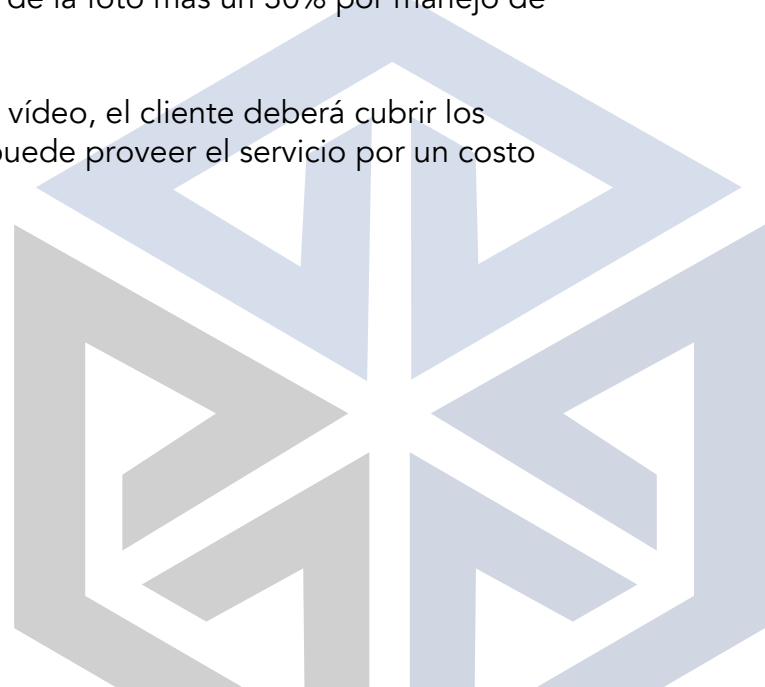 de la foto más un por manejo de
vídeo, el cliente deberá cubrir los
puede proveer el servicio por un costo